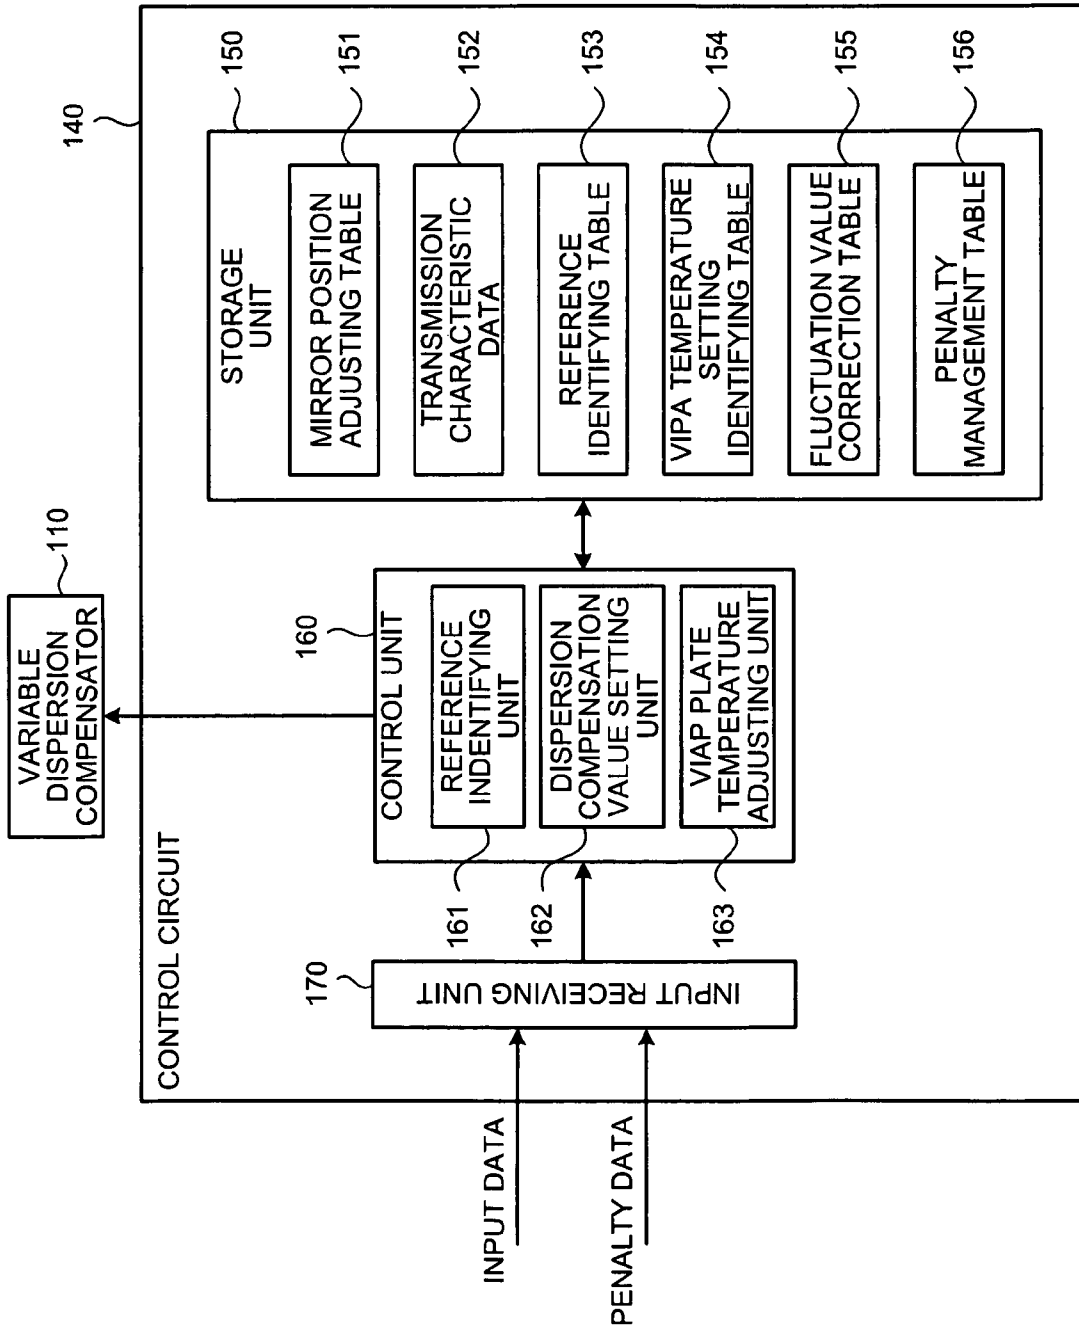 VARIABLE
DISPERSION
COMPENSATOR
110
140
CONTROL CIRCUIT
INPUT DATA
PENALTY DATA
170
INPUT RECEIVING UNIT
160
CONTROL UNIT
REFERENCE
INDENTIFYING
UNIT
161
DISPERSION
COMPENSATION
VALUE SETTING
UNIT
162
VIAP PLATE
TEMPERATURE
ADJUSTING UNIT
163
150
STORAGE
UNIT
MIRROR POSITION
ADJUSTING TABLE
151
TRANSMISSION
CHARACTERISTIC
DATA
152
REFERENCE
IDENTIFYING TABLE
153
VIPA TEMPERATURE
SETTING
IDENTIFYING TABLE
154
FLUCTUATION VALUE
CORRECTION TABLE
155
PENALTY
MANAGEMENT TABLE
156